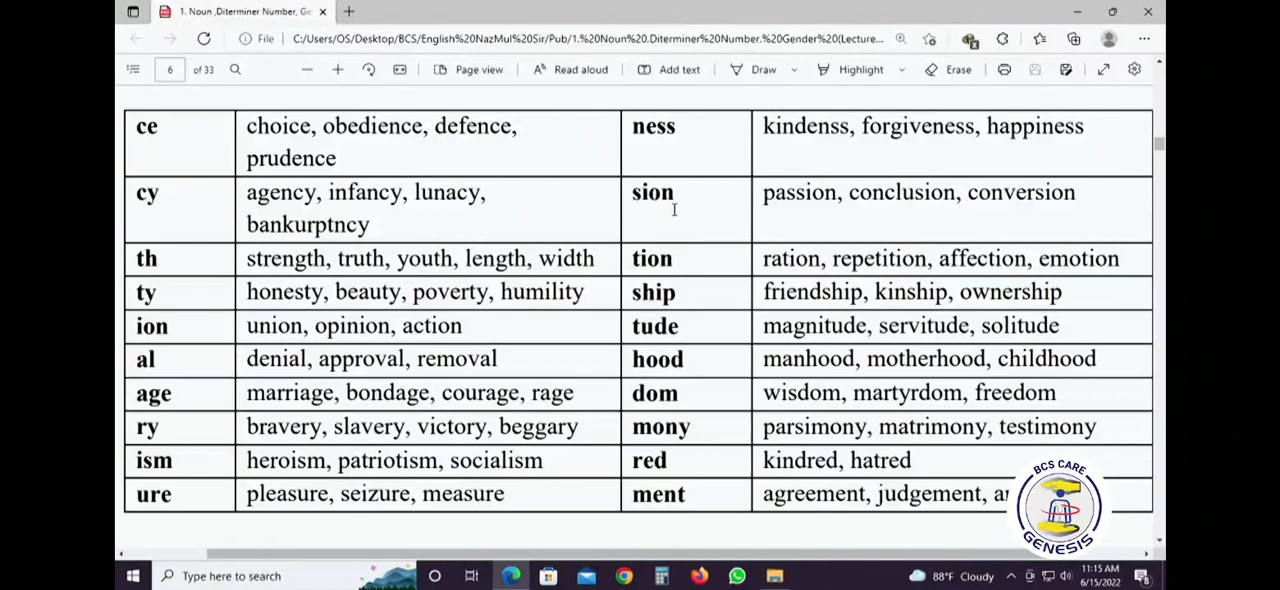 1. Noun ,Diterminer Number, Ge
File
C:/Users/OS/Desktop/BCS/English%20NazMul%20Sir/Pub/1.%20Noun%20.Diterminer%20Number.%20Gender%20(Lecture...
6 of 33
Page view
Read aloud
Add text
Draw
Highlight
Erase
ce choice, obedience, defence, ness kindenss, forgiveness, happiness
prudence
cy agency, infancy, lunacy, sion passion, conclusion, conversion
bankurptncy
th strength, truth, youth, length, width tion ration, repetition, affection, emotion
ty honesty, beauty, poverty, humility ship friendship, kinship, ownership
ion union, opinion, action tude magnitude, servitude, solitude
al denial, approval, removal hood manhood, motherhood, childhood
age marriage, bondage, courage, rage dom wisdom, martyrdom, freedom
ry bravery, slavery, victory, beggary mony parsimony, matrimony, testimony
ism heroism, patriotism, socialism red kindred, hatred
ure pleasure, seizure, measure ment agreement, judgement,
BCS CARE
GENESIS
Type here to search
88°F Cloudy
11:15 AM
6/15/2022
8